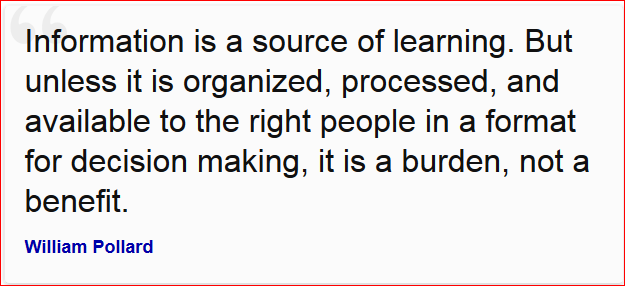 Information is a source of learning. But
unless it is organized, processed, and
available to the right people in a format
for decision making, it is a burden, not a
benefit.
William Pollard